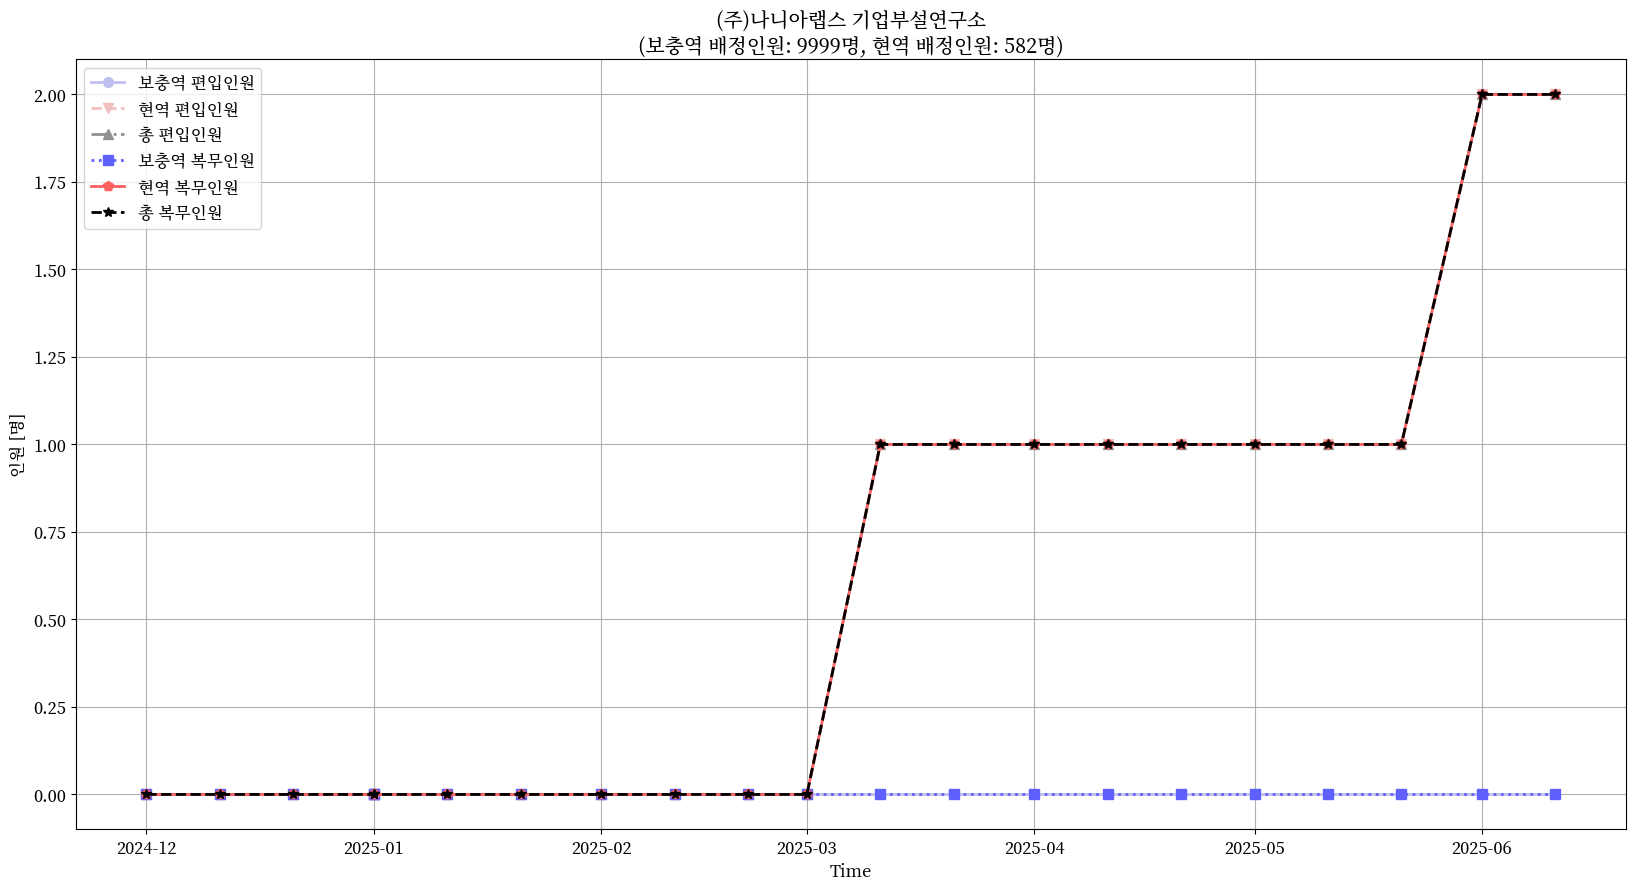 (주)나니아랩스 기업부설연구소
(보충역 배정인원: 9999명, 현역 배정인원: 582명)
보충역 편입인원
현역 편입인원
총 편입인원
보충역 복무인원
현역 복무인원
총 복무인원
2.00
1.75
1.50
1.25
1.00
0.75
0.50
0.25
0.00
인원 [명]
2024-12
2025-01
2025-02
2025-03
2025-04
2025-05
2025-06
Time